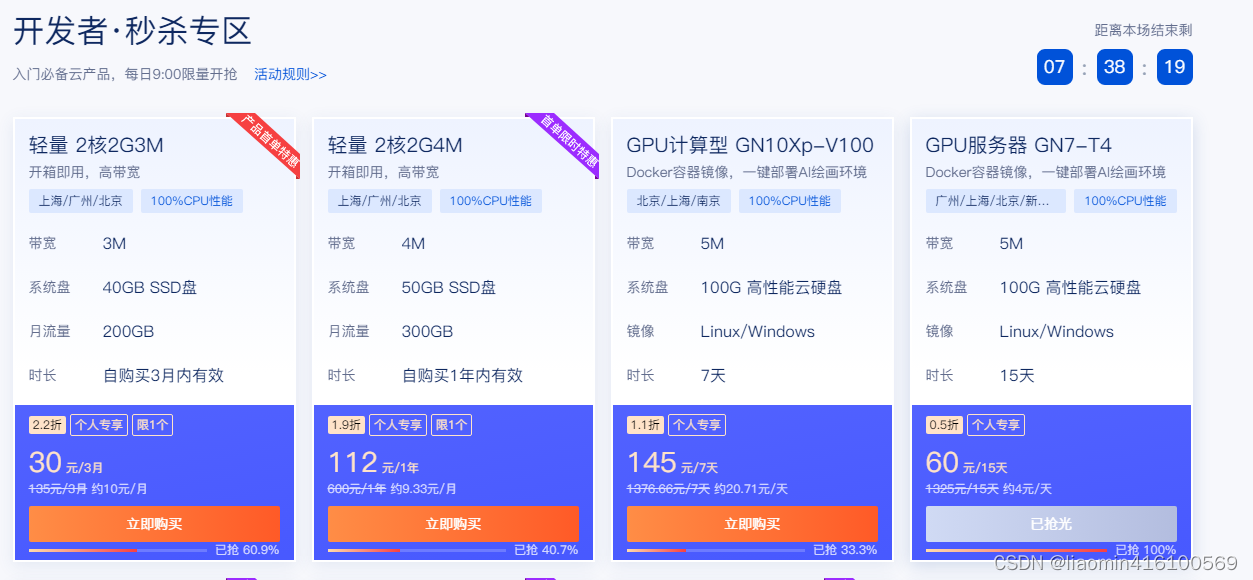 开发者·秒杀专区
入门必备云产品，每日9:00限量开抢 活动规则>>
距离本场结束剩
07 : 38 : 19
产品首单特惠
轻量 2核2G3M
开箱即用，高带宽
上海/广州/北京 100%CPU性能
带宽 3M
系统盘 40GB SSD盘
月流量 200GB
时长 自购买3月内有效
2.2折 个人专享 限1个
30 元/3月
135元/3月 约10元/月
立即购买
已抢 60.9%
首单限时特惠
轻量 2核2G4M
开箱即用，高带宽
上海/广州/北京 100%CPU性能
带宽 4M
系统盘 50GB SSD盘
月流量 300GB
时长 自购买1年内有效
1.9折 个人专享 限1个
112 元/1年
600元/1年 约9.33元/月
立即购买
已抢 40.7%
GPU计算型 GN10Xp-V100
Docker容器镜像，一键部署AI绘画环境
北京/上海/南京 100%CPU性能
带宽 5M
系统盘 100G 高性能云硬盘
镜像 Linux/Windows
时长 7天
1.1折 个人专享
145 元/7天
1376.66元/7天 约20.71元/天
立即购买
已抢 33.3%
GPU服务器 GN7-T4
Docker容器镜像，一键部署AI绘画环境
广州/上海/北京/新... 100%CPU性能
带宽 5M
系统盘 100G 高性能云硬盘
镜像 Linux/Windows
时长 15天
0.5折 个人专享
60 元/15天
1325元/15天 约4元/天
已抢光
已抢 100%
CSDN @liaomin416100569